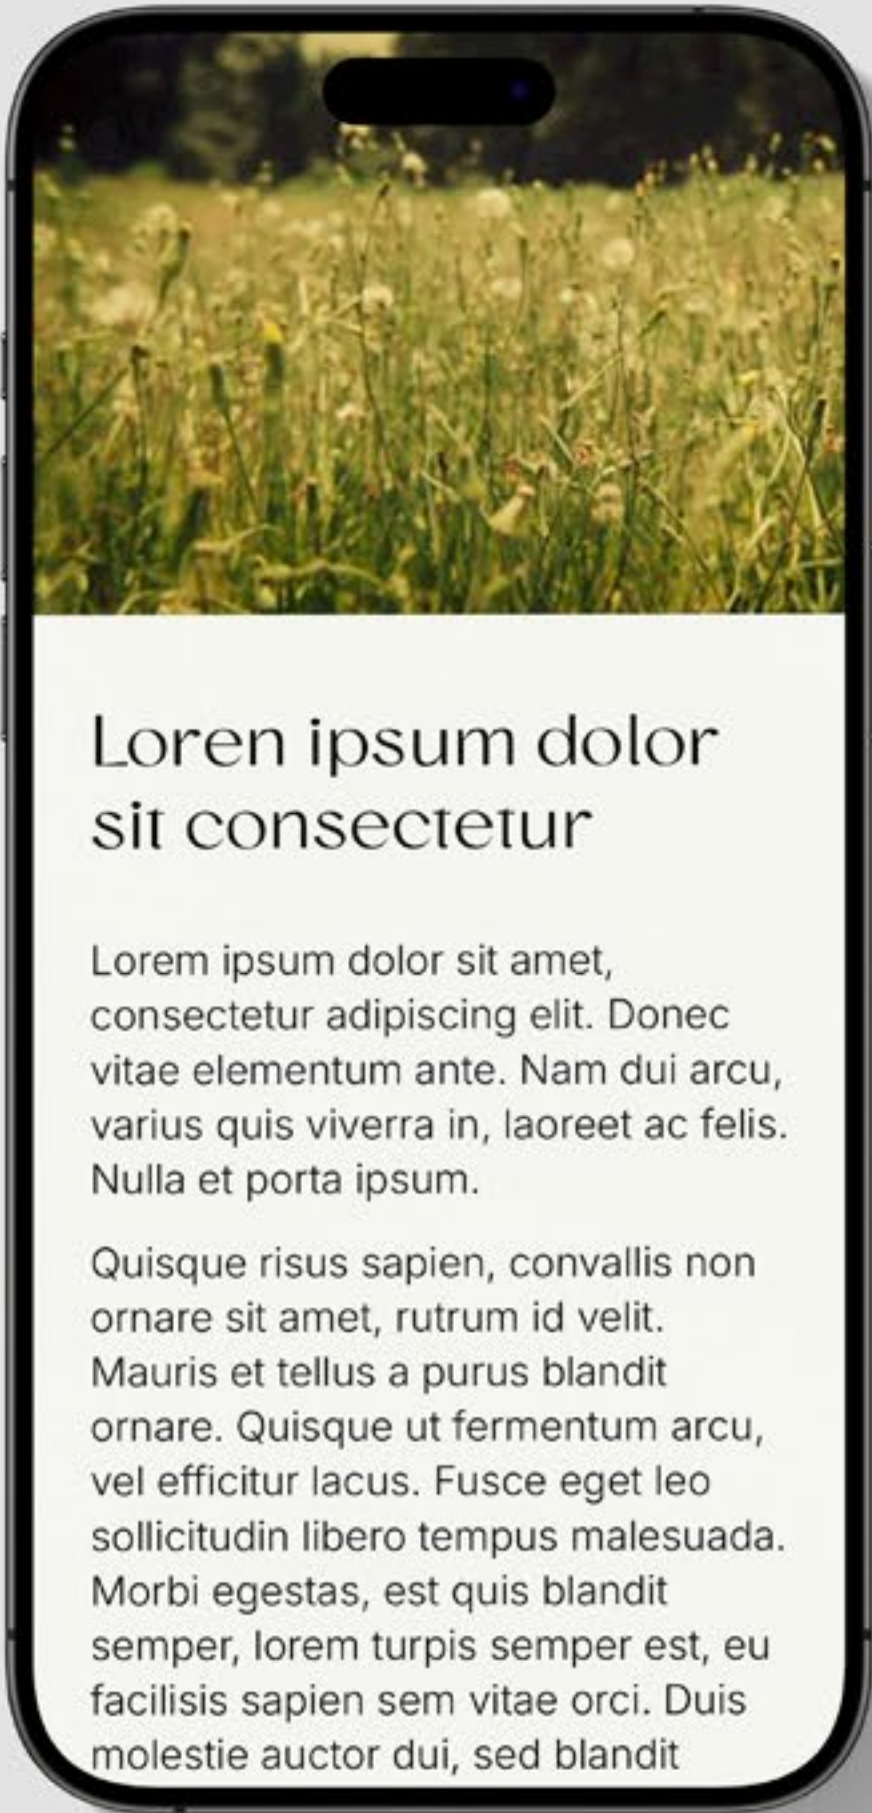 Loren ipsum dolor
sit consectetur
Lorem ipsum dolor sit amet,
consectetur adipiscing elit. Donec
vitae elementum ante. Nam dui arcu,
varius quis viverra in, laoreet ac felis.
Nulla et porta ipsum.
Quisque risus sapien, convallis non
ornare sit amet, rutrum id velit.
Mauris et tellus a purus blandit
ornare. Quisque ut fermentum arcu,
vel efficitur lacus. Fusce eget leo
sollicitudin libero tempus malesuada.
Morbi egestas, est quis blandit
semper, lorem turpis semper est, eu
facilisis sapien sem vitae orci. Duis
molestie auctor dui, sed blandit